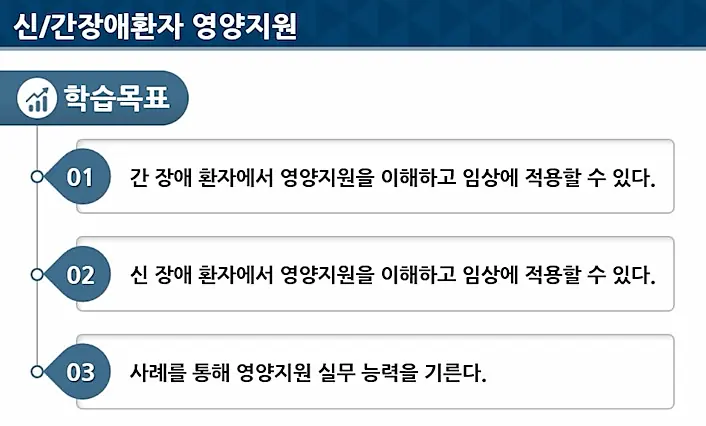 신/간장애환자 영양지원
학습목표
01 간 장애 환자에서 영양지원을 이해하고 임상에 적용할 수 있다.
02 신 장애 환자에서 영양지원을 이해하고 임상에 적용할 수 있다.
03 사례를 통해 영양지원 실무 능력을 기른다.